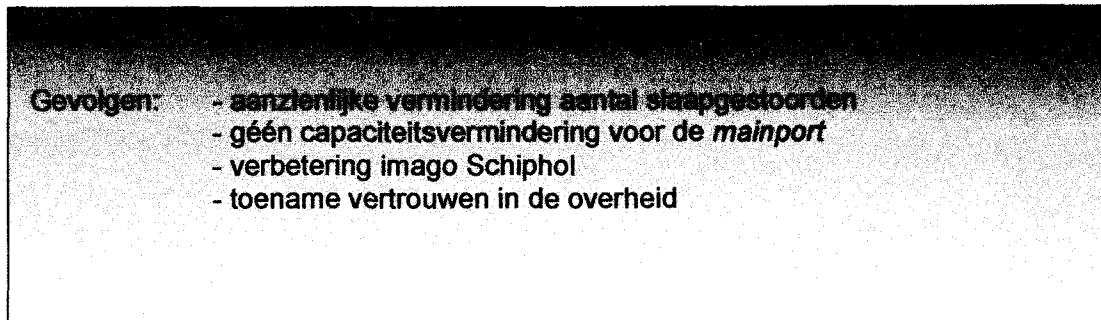 Gevolgen: - aanzienlijke vermindering aantal slaapgestoorden
- géén capaciteitsvermindering voor de mainport
- verbetering imago Schiphol
- toename vertrouwen in de overheid